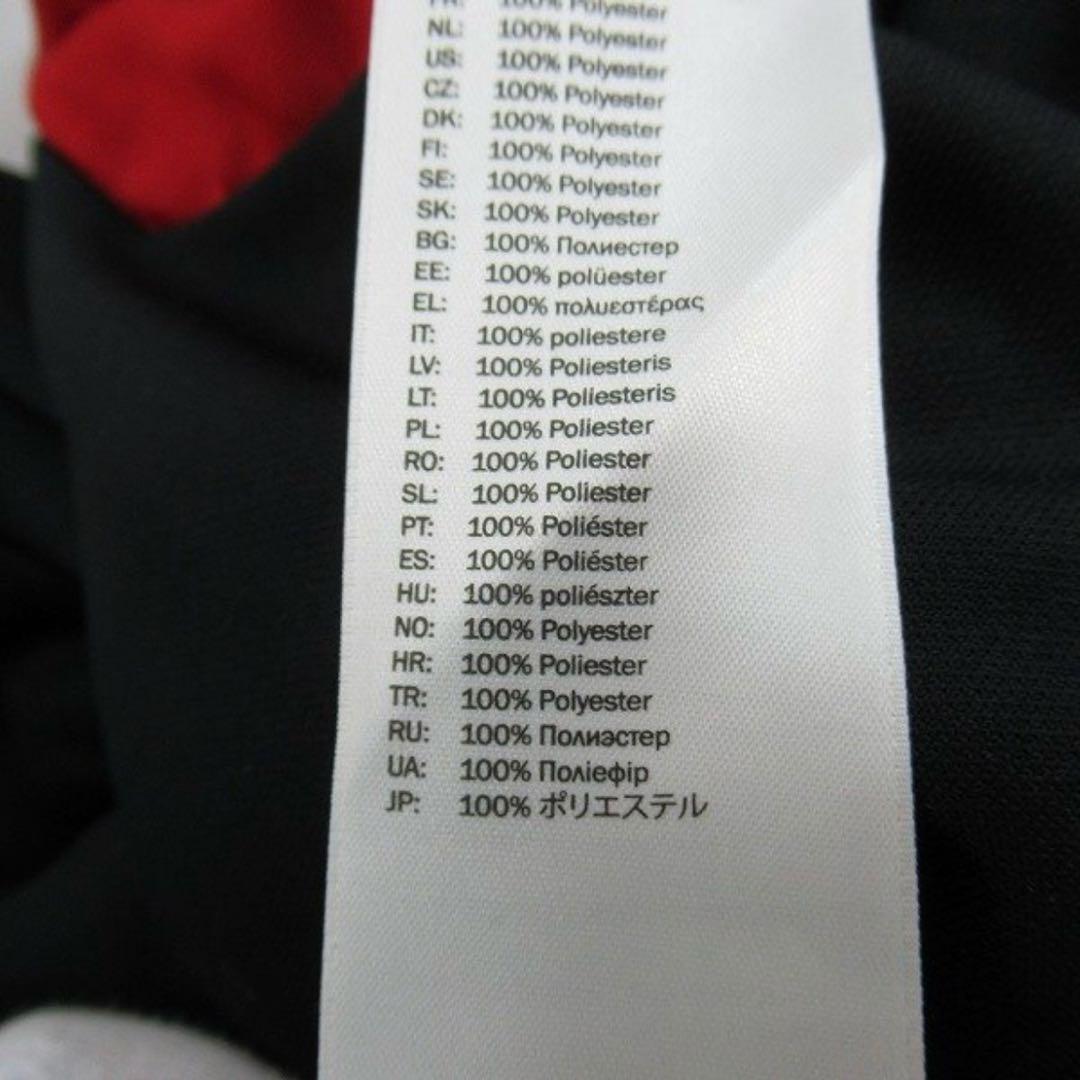 FR: 100% Polyester
NL: 100% Polyester
US: 100% Polyester
CZ: 100% Polyester
DK: 100% Polyester
FI: 100% Polyester
SE: 100% Polyester
SK: 100% Polyester
BG: 100% Полиестер
EE: 100% polüester
EL: 100% πολυεστέρας
IT: 100% poliestere
LV: 100% Poliesteris
LT: 100% Poliesteris
PL: 100% Poliester
RO: 100% Poliester
SL: 100% Poliester
PT: 100% Poliéster
ES: 100% Poliéster
HU: 100% poliészter
NO: 100% Polyester
HR: 100% Poliester
TR: 100% Polyester
RU: 100% Полиэстер
UA: 100% Поліефір
JP: 100% ポリエステル